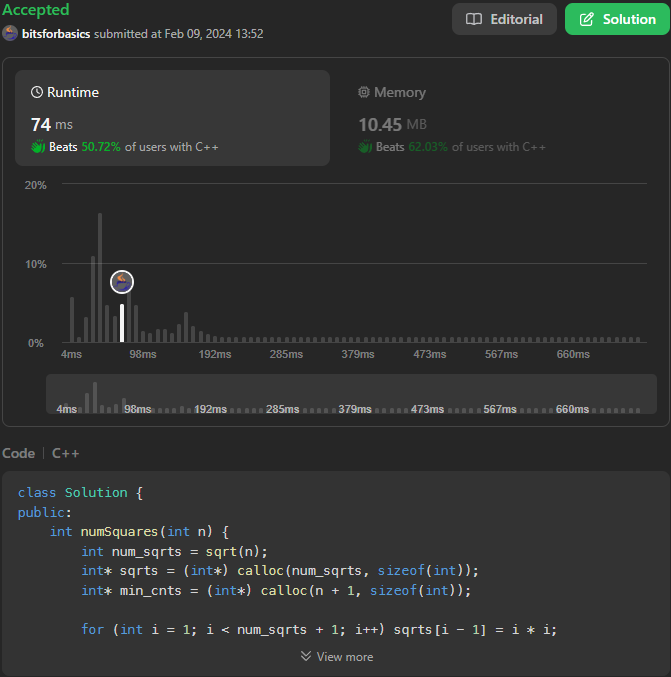 Accepted
Editorial
Solution
bitsforbasics submitted at Feb 09, 2024 13:52
Runtime
Memory
74 ms
10.45 MB
Beats 50.72% of users with C++
Beats 62.03% of users with C++
20%
10%
0%
4ms 98ms 192ms 285ms 379ms 473ms 567ms 660ms
4ms 98ms 192ms 285ms 379ms 473ms 567ms 660ms
Code | C++
class Solution {
public:
    int numSquares(int n) {
        int num_sqrts = sqrt(n);
        int* sqrts = (int*) calloc(num_sqrts, sizeof(int));
        int* min_cnts = (int*) calloc(n + 1, sizeof(int));
        for (int i = 1; i < num_sqrts + 1; i++) sqrts[i - 1] = i * i;
View more